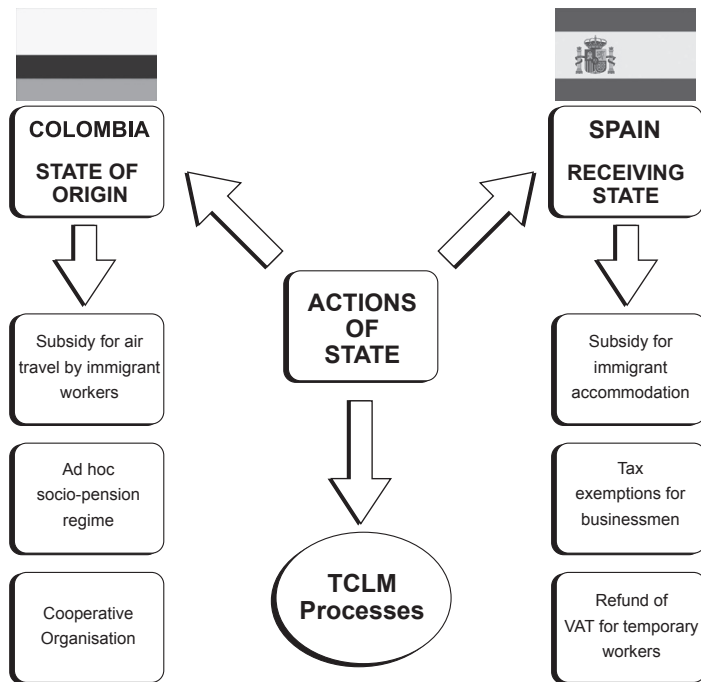 COLOMBIA
STATE OF
ORIGIN
SPAIN
RECEIVING
STATE
ACTIONS
OF
STATE
Subsidy for air
travel by immigrant
workers
Ad hoc
socio-pension
regime
Cooperative
Organisation
TCLM
Processes
Subsidy for
immigrant
accommodation
Tax
exemptions for
businessmen
Refund of
VAT for temporary
workers